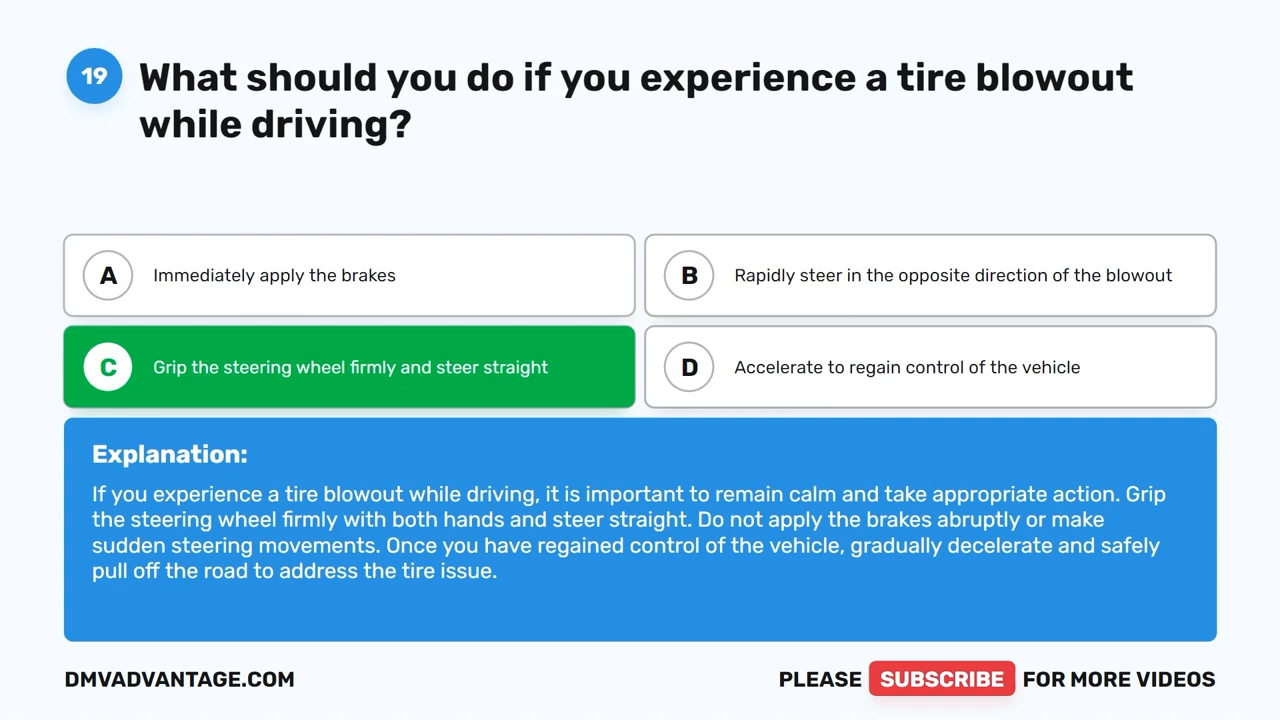 19
What should you do if you experience a tire blowout
while driving?
A
Immediately apply the brakes
B
Rapidly steer in the opposite direction of the blowout
C
Grip the steering wheel firmly and steer straight
D
Accelerate to regain control of the vehicle
Explanation:
If you experience a tire blowout while driving, it is important to remain calm and take appropriate action. Grip
the steering wheel firmly with both hands and steer straight. Do not apply the brakes abruptly or make
sudden steering movements. Once you have regained control of the vehicle, gradually decelerate and safely
pull off the road to address the tire issue.
DMVADVANTAGE.COM
PLEASE SUBSCRIBE FOR MORE VIDEOS